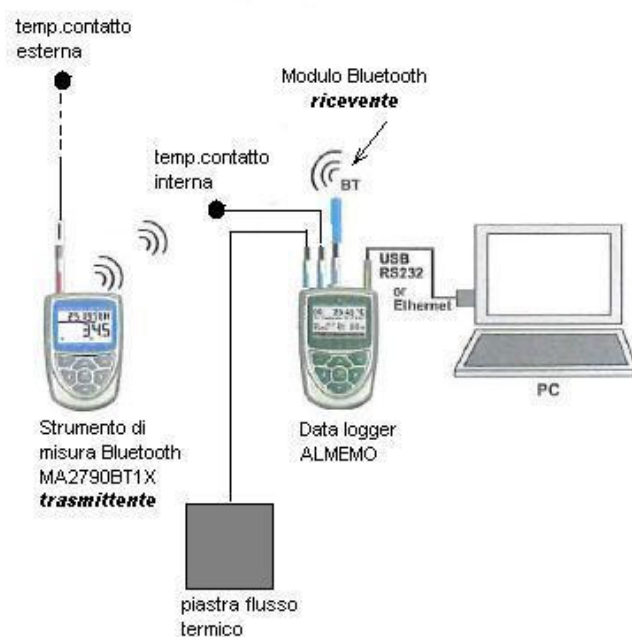 temp.contatto
esterna
Modulo Bluetooth
ricevente
temp.contatto
interna
BT
USB
RS232
or
Ethernet
PC
345
Strumento di
misura Bluetooth
MA2790BT1X
trasmittente
Data logger
ALMEMO
piastra flusso
termico